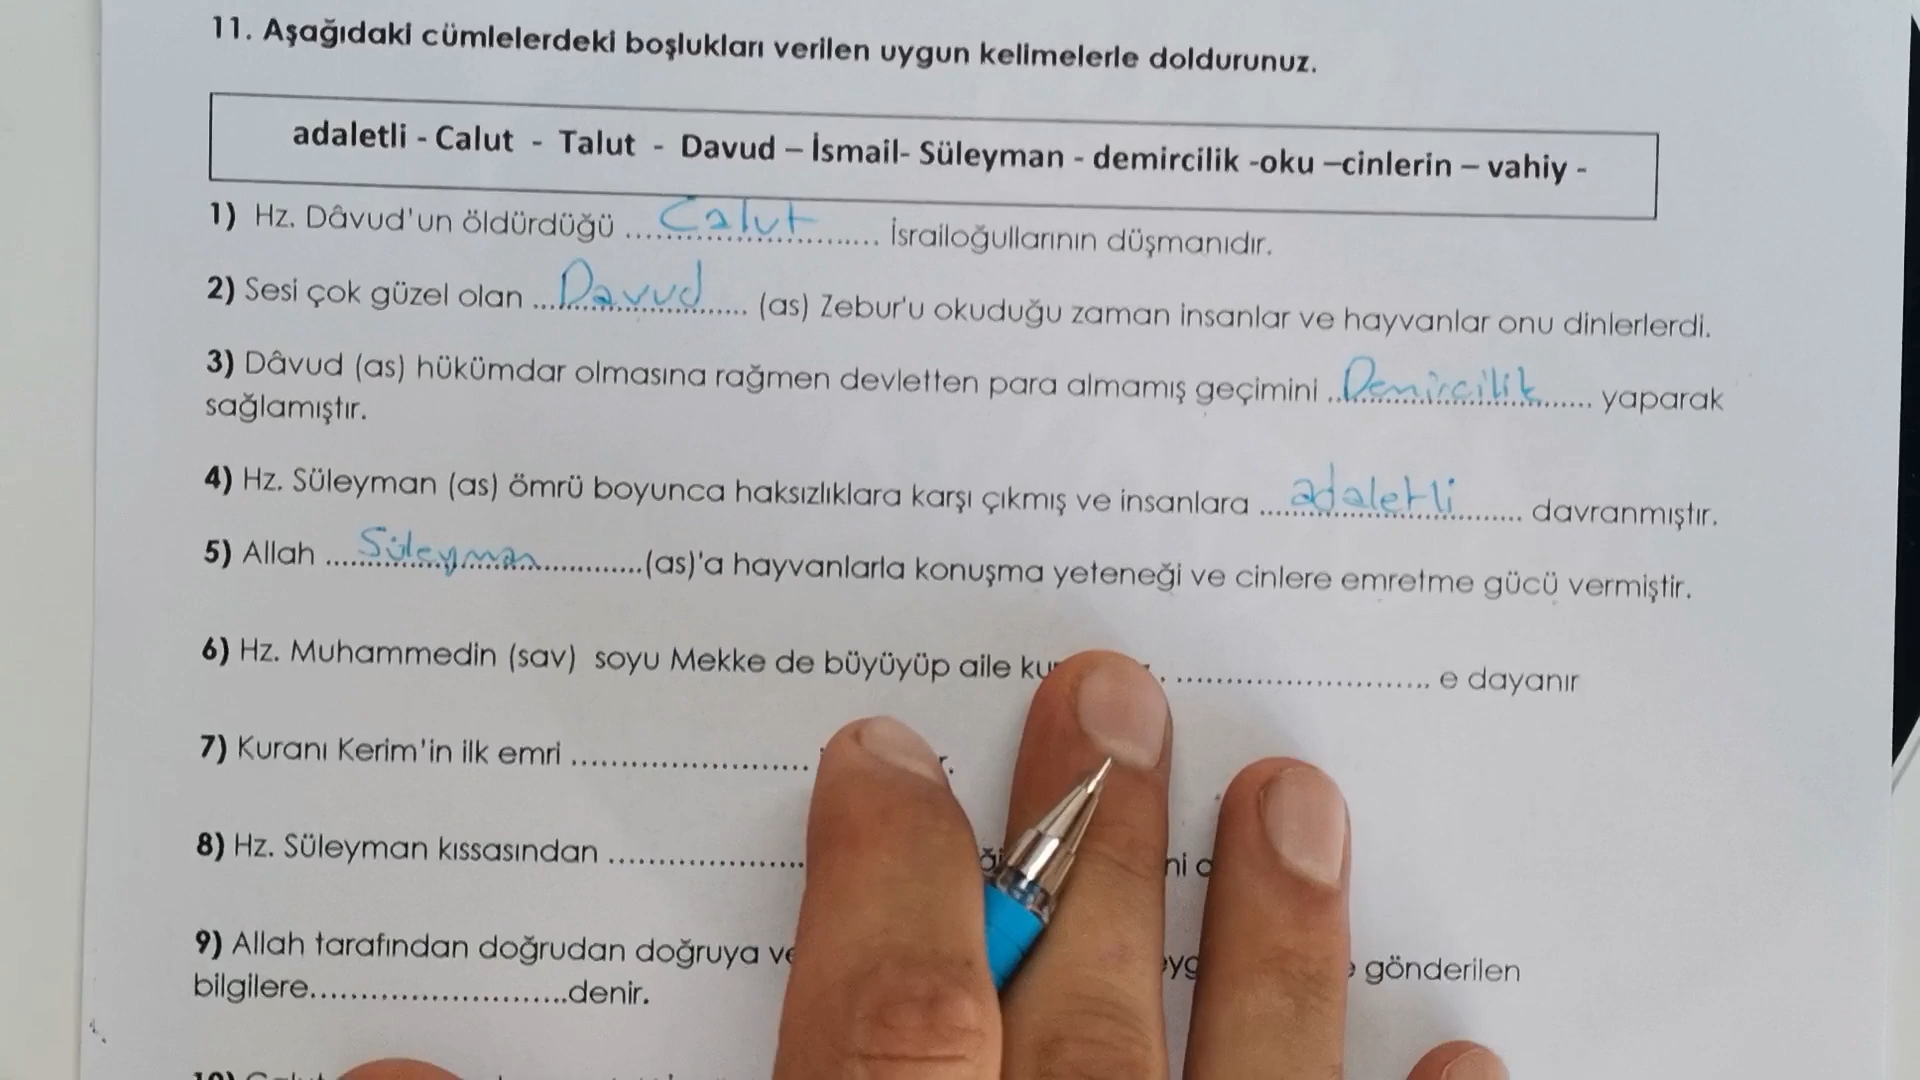 11. Aşağıdaki cümlelerdeki boşlukları verilen uygun kelimelerle doldurunuz.
adaletli - Calut - Talut - Davud – İsmail- Süleyman - demircilik -oku –cinlerin – vahiy -
1) Hz. Dâvud'un öldürdüğü ...Calut... İsrailoğullarının düşmanıdır.
2) Sesi çok güzel olan ...Davud... (as) Zebur'u okuduğu zaman insanlar ve hayvanlar onu dinlerlerdi.
3) Dâvud (as) hükümdar olmasına rağmen devletten para almamış geçimini ..Demircilik... yaparak
sağlamıştır.
4) Hz. Süleyman (as) ömrü boyunca haksızlıklara karşı çıkmış ve insanlara ...adaletli... davranmıştır.
5) Allah ...Süleyman...(as)'a hayvanlarla konuşma yeteneği ve cinlere emretme gücü vermiştir.
6) Hz. Muhammedin (sav) soyu Mekke de büyüyüp aile ........................... e dayanır
7) Kuranı Kerim'in ilk emri ........................
8) Hz. Süleyman kıssasından ....................
9) Allah tarafından doğrudan doğruya gönderilen
bilgilere..........................denir.